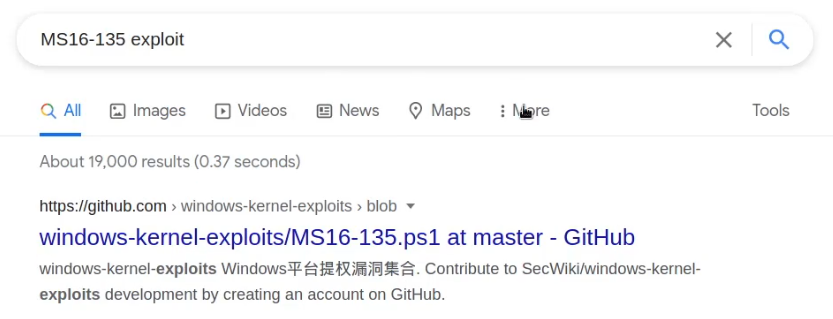 MS16-135 exploit
All Images Videos News Maps More Tools
About 19,000 results (0.37 seconds)
https://github.com › windows-kernel-exploits › blob
windows-kernel-exploits/MS16-135.ps1 at master - GitHub
windows-kernel-exploits Windows平台提权漏洞集合. Contribute to SecWiki/windows-kernel-
exploits development by creating an account on GitHub.